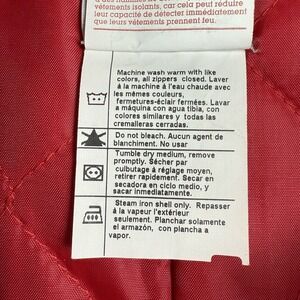 vêtements isolants, car cela peut réduire
leur capacité de détecter immédiatement
que leurs vêtements prennent feu.
Machine wash warm with like
colors, all zippers closed. Laver
à la machine à l'eau chaude avec
les mêmes couleurs,
fermetures-éclair fermées. Lavar
a máquina con agua tibia, con
colores similares y todas las
cremalleras cerradas.
Do not bleach. Aucun agent de
blanchiment. No usar
Tumble dry medium, remove
promptly. Sécher par
culbutage à réglage moyen,
retirer rapidement. Secar en
secadora en ciclo medio, y
sacar inmediatamente.
Steam iron shell only. Repasser
à la vapeur l'extérieur
seulement. Planchar solamente
el armazón, con plancha a
vapor.